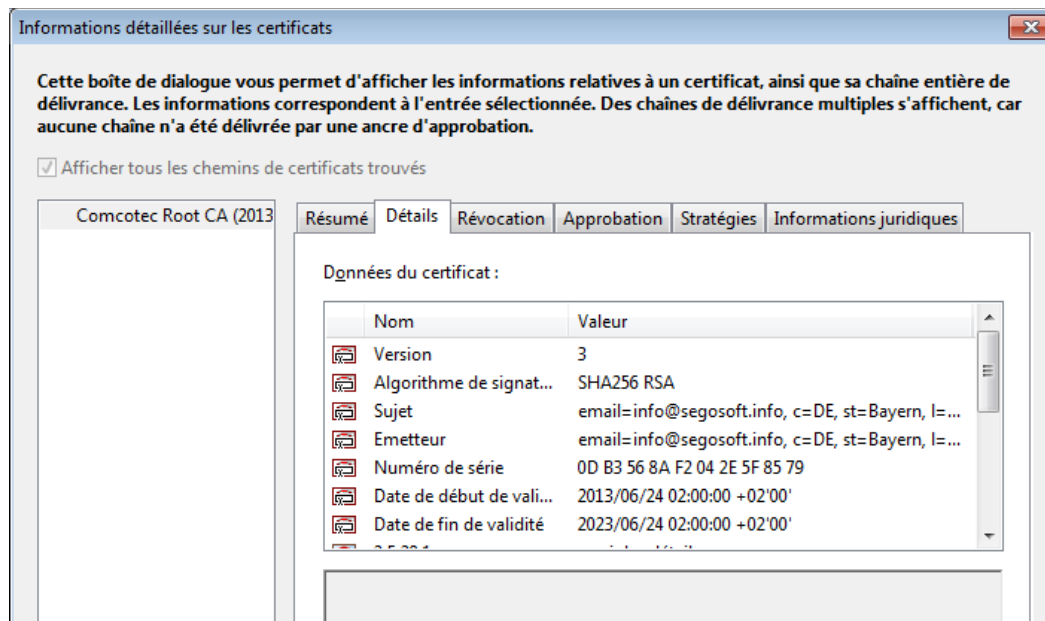 Informations détaillées sur les certificats
Cette boîte de dialogue vous permet d'afficher les informations relatives à un certificat, ainsi que sa chaîne entière de
délivrance. Les informations correspondent à l'entrée sélectionnée. Des chaînes de délivrance multiples s'affichent, car
aucune chaîne n'a été délivrée par une ancre d'approbation.
Afficher tous les chemins de certificats trouvés
Comcotec Root CA (2013
Résumé Détails Révocation Approbation Stratégies Informations juridiques
Données du certificat :
Nom Valeur
Version 3
Algorithme de signat... SHA256 RSA
Sujet email=info@segosoft.info, c=DE, st=Bayern, l=...
Emetteur email=info@segosoft.info, c=DE, st=Bayern, l=...
Numéro de série 0D B3 56 8A F2 04 2E 5F 85 79
Date de début de vali... 2013/06/24 02:00:00 +02'00'
Date de fin de validité 2023/06/24 02:00:00 +02'00'